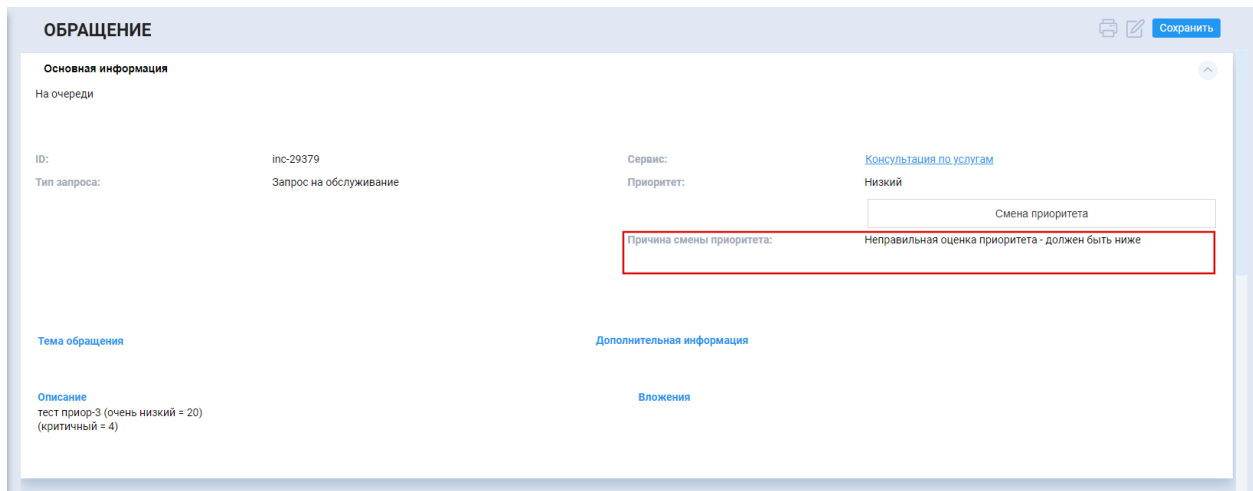 ОБРАЩЕНИЕ
Сохранить
Основная информация
На очереди
ID: inc-29379 Сервис: Консультация по услугам
Тип запроса: Запрос на обслуживание Приоритет: Низкий
Смена приоритета
Причина смены приоритета: Неправильная оценка приоритета - должен быть ниже
Тема обращения Дополнительная информация
Описание Вложения
тест приор-3 (очень низкий = 20)
(критичный = 4)